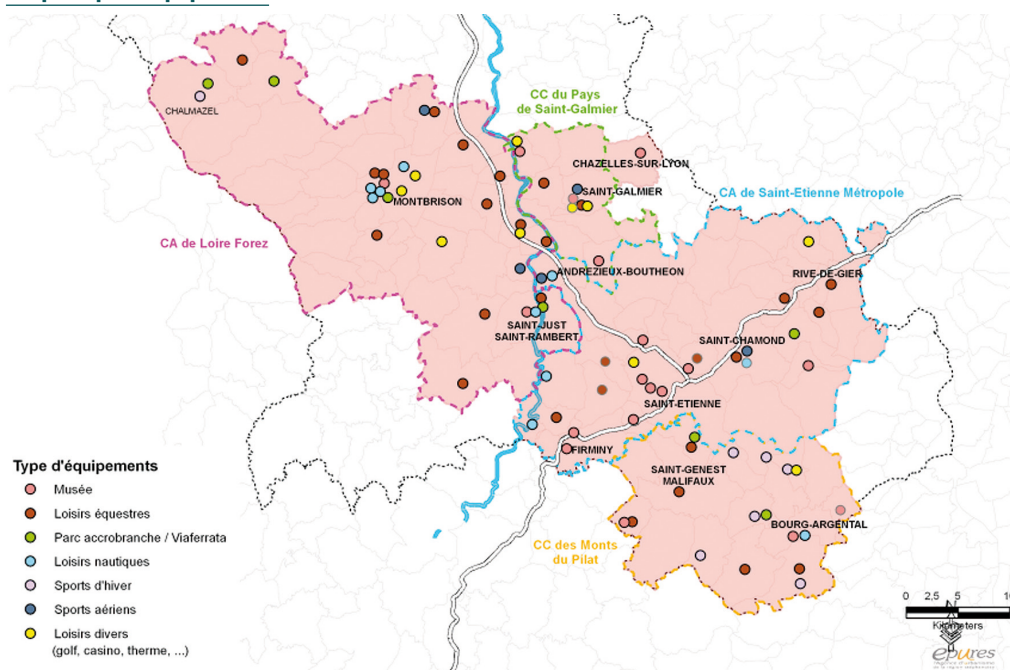 CHALMAZEL
CC du Pays
de Saint-Galmier
CHAZELLES-SUR-LYON
SAINT-GALMIER
CA de Saint-Etienne Métropole
MONTBRISON
CA de Loire Forez
ANDREZIEUX-BOUTHEON
RIVE-DE-GIER
SAINT-JUST
SAINT-RAMBERT
SAINT-CHAMOND
SAINT-ETIENNE
FIRMINY
SAINT-GENEST
MALIFAUX
BOURG-ARGENTAL
CC des Monts
du Pilat
Type d'équipements
Musée
Loisirs équestres
Parc accrobranche / Viaferrata
Loisirs nautiques
Sports d'hiver
Sports aériens
Loisirs divers
(golf, casino, therme, ...)
0 2,5 5 10
Kilometers
N
epures